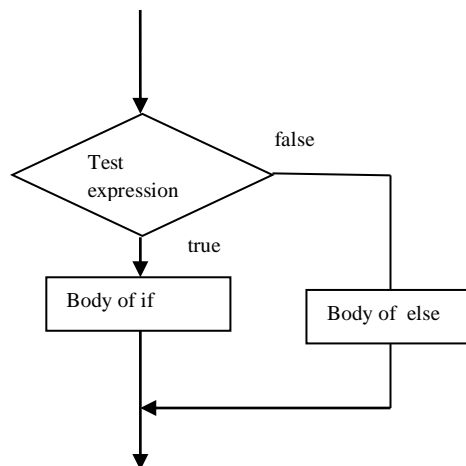 false
Test
expression
true
Body of if
Body of  else